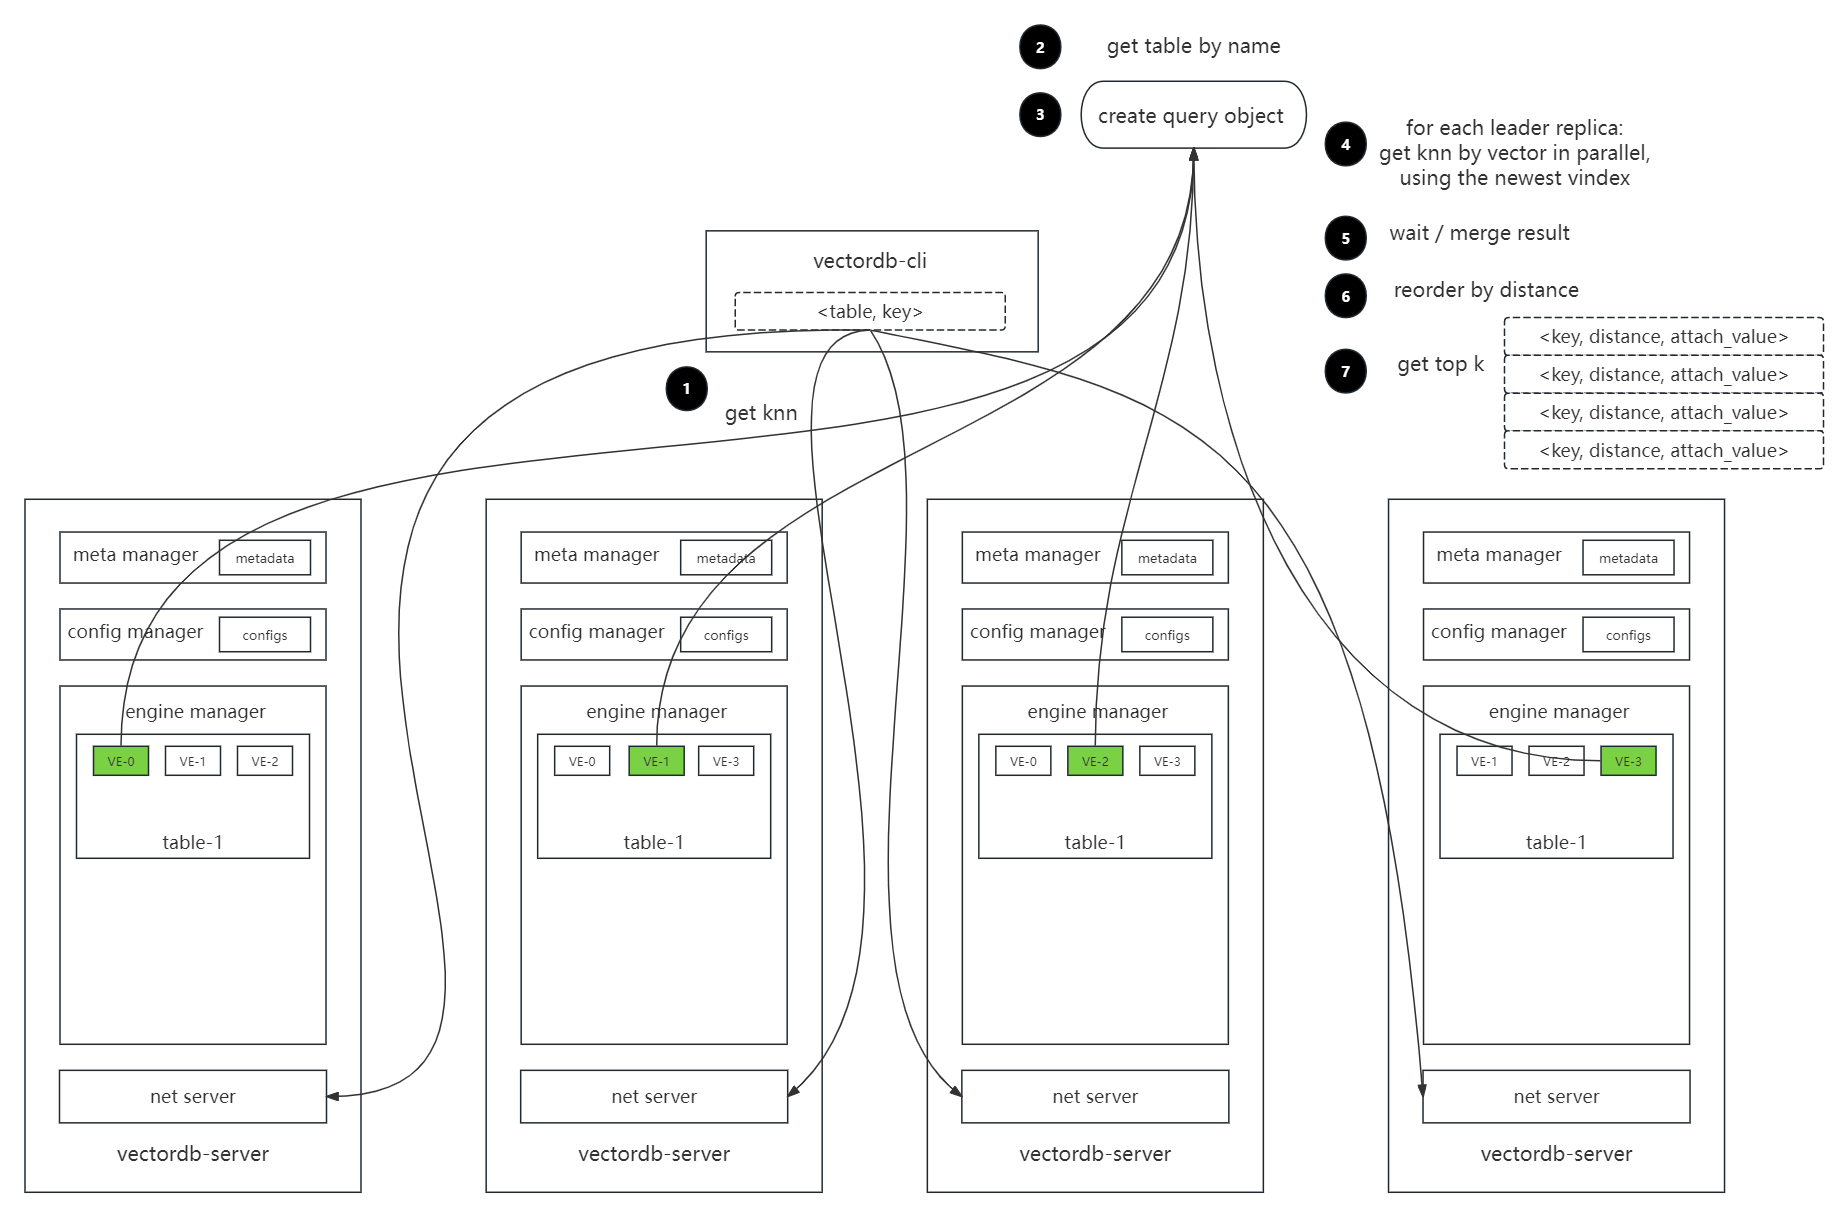 2
get table by name
3
create query object
4
for each leader replica:
get knn by vector in parallel,
using the newest vindex
5
wait / merge result
6
reorder by distance
7
get top k
<key, distance, attach_value>
<key, distance, attach_value>
<key, distance, attach_value>
<key, distance, attach_value>
vectordb-cli
<table, key>
1
get knn
meta manager
metadata
config manager
configs
engine manager
VE-0
VE-1
VE-2
table-1
net server
vectordb-server
meta manager
metadata
config manager
configs
engine manager
VE-0
VE-1
VE-3
table-1
net server
vectordb-server
meta manager
metadata
config manager
configs
engine manager
VE-0
VE-2
VE-3
table-1
net server
vectordb-server
meta manager
metadata
config manager
configs
engine manager
VE-1
VE-2
VE-3
table-1
net server
vectordb-server